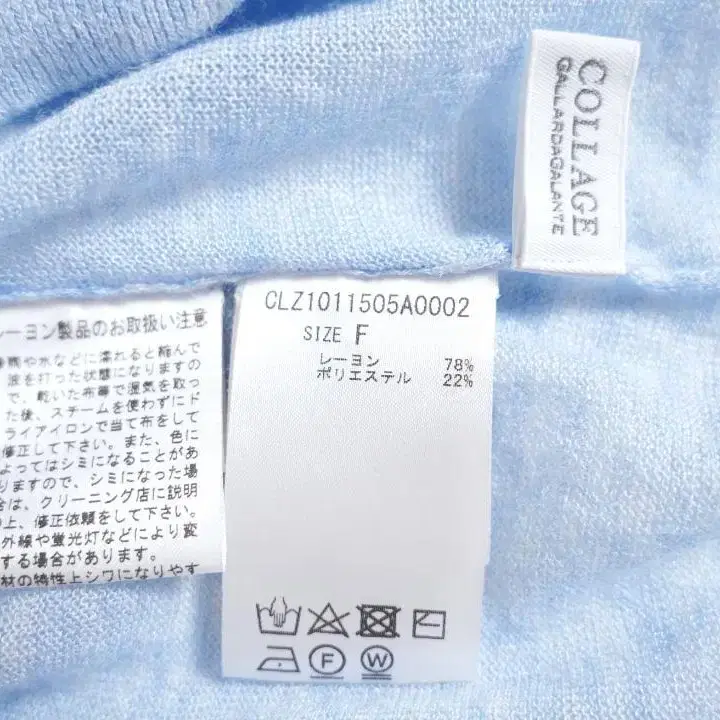 COLLAGE
GALLARDAGALANTE
CLZ1011505A0002
SIZE F
レーヨン 78%
ポリエステル 22%
F
W
レーヨン製品のお取扱い注意
雨や水などに濡れると縮んで
波を打った状態になりますの
で、乾いた布等で湿気を取っ
た後、スチームを使わずにド
ライアイロンで当て布をして
修正して下さい。また、色に
よってはシミになることがあ
りますので、シミになった場
合は、クリーニング店に説明
の上、修正依頼をして下さい。
外線や蛍光灯などにより変
する場合があります。
材の特性上シワになりやす